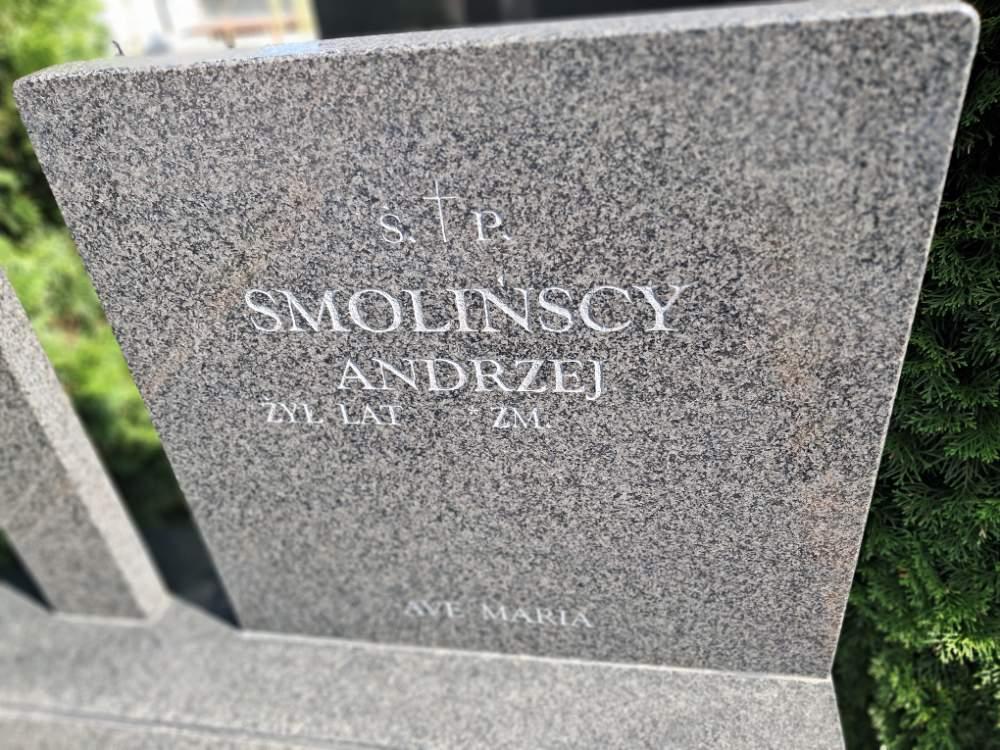 Ś. P.
SMOLIŃSCY
ANDRZEJ
ŻYŁ LAT ZM.
AVE MARIA